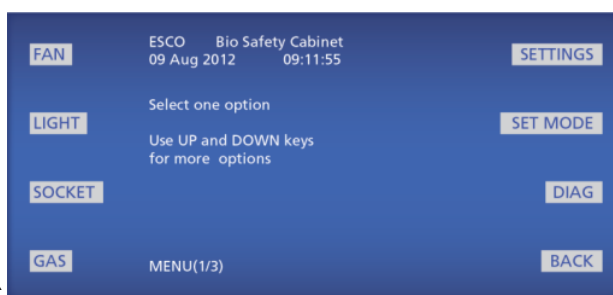 FAN
ESCO Bio Safety Cabinet
09 Aug 2012 09:11:55
SETTINGS
Select one option
LIGHT
SET MODE
Use UP and DOWN keys
for more options
SOCKET
DIAG
GAS
MENU(1/3)
BACK